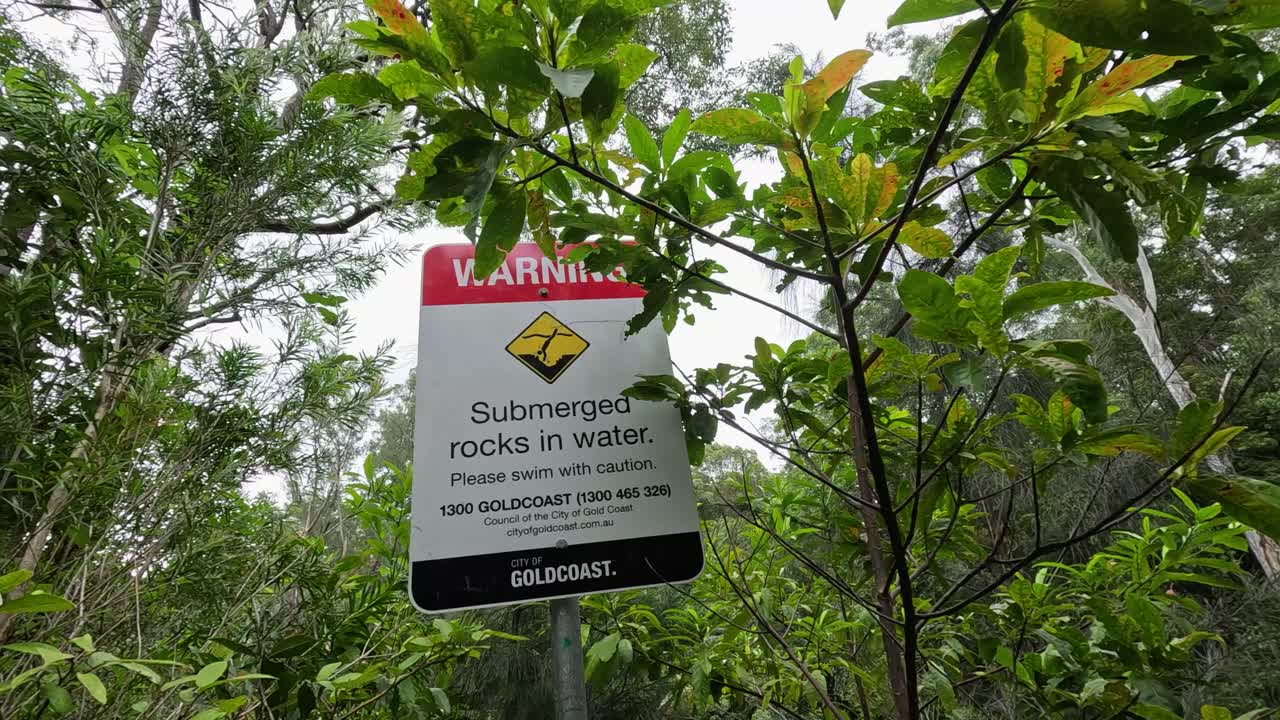 WARNING
Submerged
rocks in water.
Please swim with caution.
1300 GOLDCOAST (1300 465 326)
Council of the City of Gold Coast
cityofgoldcoast.com.au
CITY OF
GOLDCOAST.